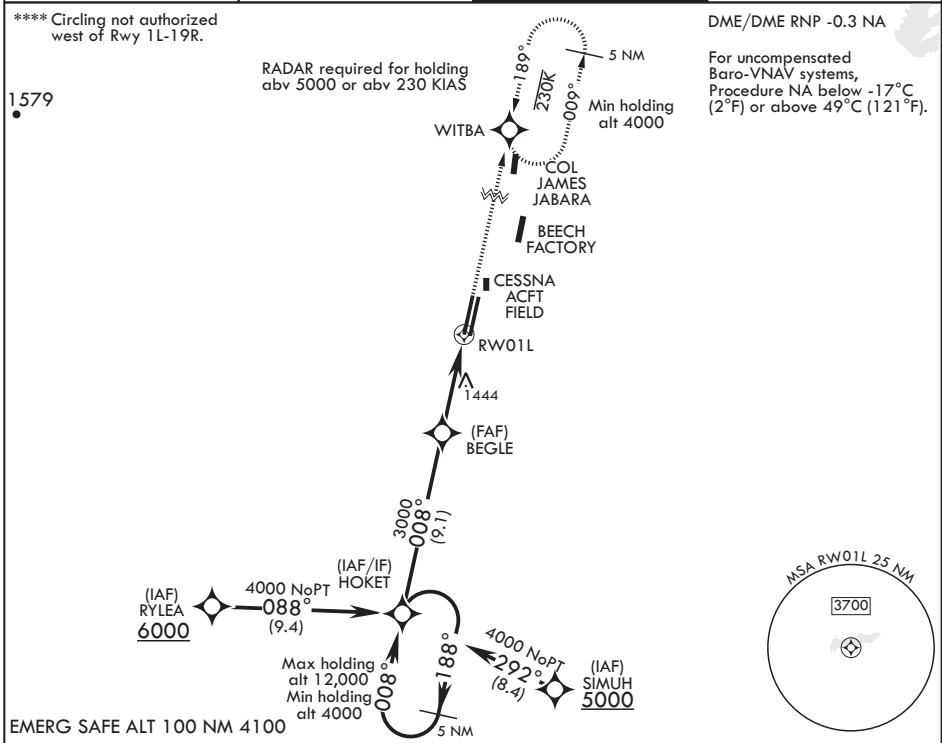 **** Circling not authorized
west of Rwy 1L-19R.
1579
RADAR required for holding
abv 5000 or abv 230 KIAS
DME/DME RNP -0.3 NA
For uncompensated
Baro-VNAV systems,
Procedure NA below -17°C
(2°F) or above 49°C (121°F).
189°
230K
009°
5 NM
Min holding
alt 4000
WITBA
COL
JAMES
JABARA
BEECH
FACTORY
CESSNA
ACFT
FIELD
RW01L
1444
(FAF)
BEGLE
3000
008°
(9.1)
(IAF/IF)
HOKET
(IAF)
RYLEA
6000
4000 NoPT
088°
(9.4)
Max holding
alt 12,000
Min holding
alt 4000
008°
188°
5 NM
4000 NoPT
292°
(8.4)
(IAF)
SIMUH
5000
MSA RW01L 25 NM
3700
EMERG SAFE ALT 100 NM 4100